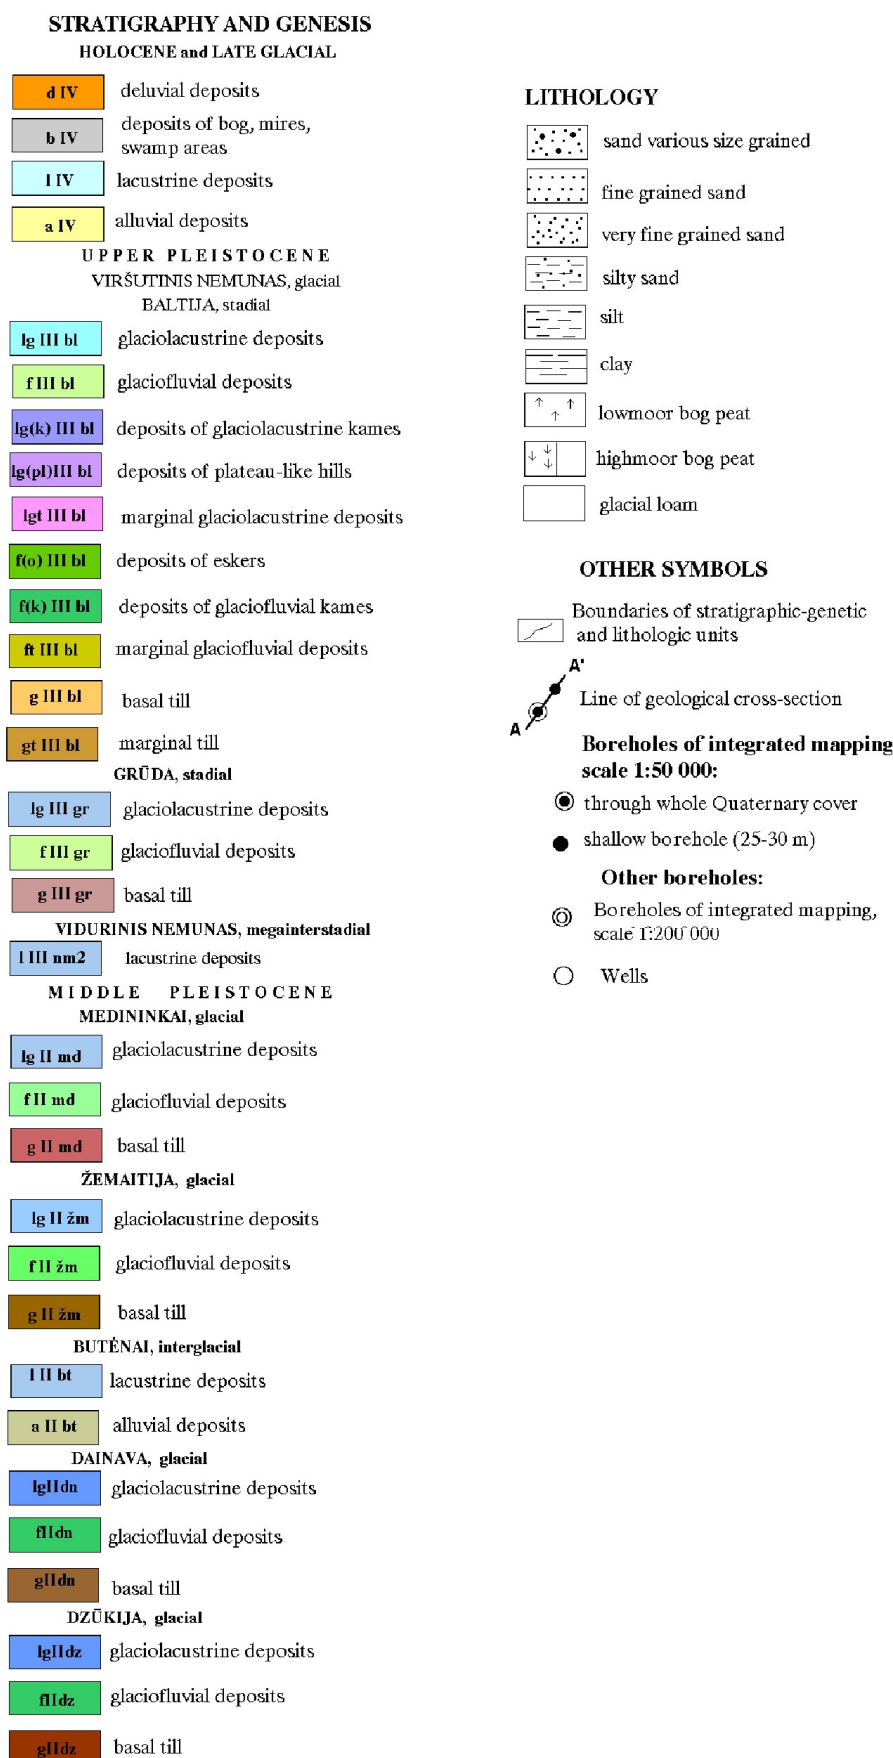 STRATIGRAPHY AND GENESIS
HOLOCENE and LATE GLACIAL
d IV deluvial deposits
b IV deposits of bog, mires,
swamp areas
l IV lacustrine deposits
a IV alluvial deposits
UPPER PLEISTOCENE
VIRŠUTINIS NEMUNAS, glacial
BALTIJA, stadial
lg III bl glaciolacustrine deposits
f III bl glaciofluvial deposits
lg(k) III bl deposits of glaciolacustrine kames
lg(pl)III bl deposits of plateau-like hills
lgt III bl marginal glaciolacustrine deposits
f(o) III bl deposits of eskers
f(k) III bl deposits of glaciofluvial kames
ft III bl marginal glaciofluvial deposits
g III bl basal till
gt III bl marginal till
GRŪDA, stadial
lg III gr glaciolacustrine deposits
f III gr glaciofluvial deposits
g III gr basal till
VIDURINIS NEMUNAS, megainterstadial
l III nm2 lacustrine deposits
MIDDLE PLEISTOCENE
MEDININKAI, glacial
lg II md glaciolacustrine deposits
f II md glaciofluvial deposits
g II md basal till
ŽEMAITIJA, glacial
lg II žm glaciolacustrine deposits
f II žm glaciofluvial deposits
g II žm basal till
BUTĖNAI, interglacial
l II bt lacustrine deposits
a II bt alluvial deposits
DAINAVA, glacial
lgIIdn glaciolacustrine deposits
fIIdn glaciofluvial deposits
gIIdn basal till
DZŪKIJA, glacial
lgIIdz glaciolacustrine deposits
fIIdz glaciofluvial deposits
gIIdz basal till
LITHOLOGY
sand various size grained
fine grained sand
very fine grained sand
silty sand
silt
clay
lowmoor bog peat
highmoor bog peat
glacial loam
OTHER SYMBOLS
Boundaries of stratigraphic-genetic
and lithologic units
A'
Line of geological cross-section
A
Boreholes of integrated mapping
scale 1:50 000:
through whole Quaternary cover
shallow borehole (25-30 m)
Other boreholes:
Boreholes of integrated mapping,
scale 1:200 000
Wells